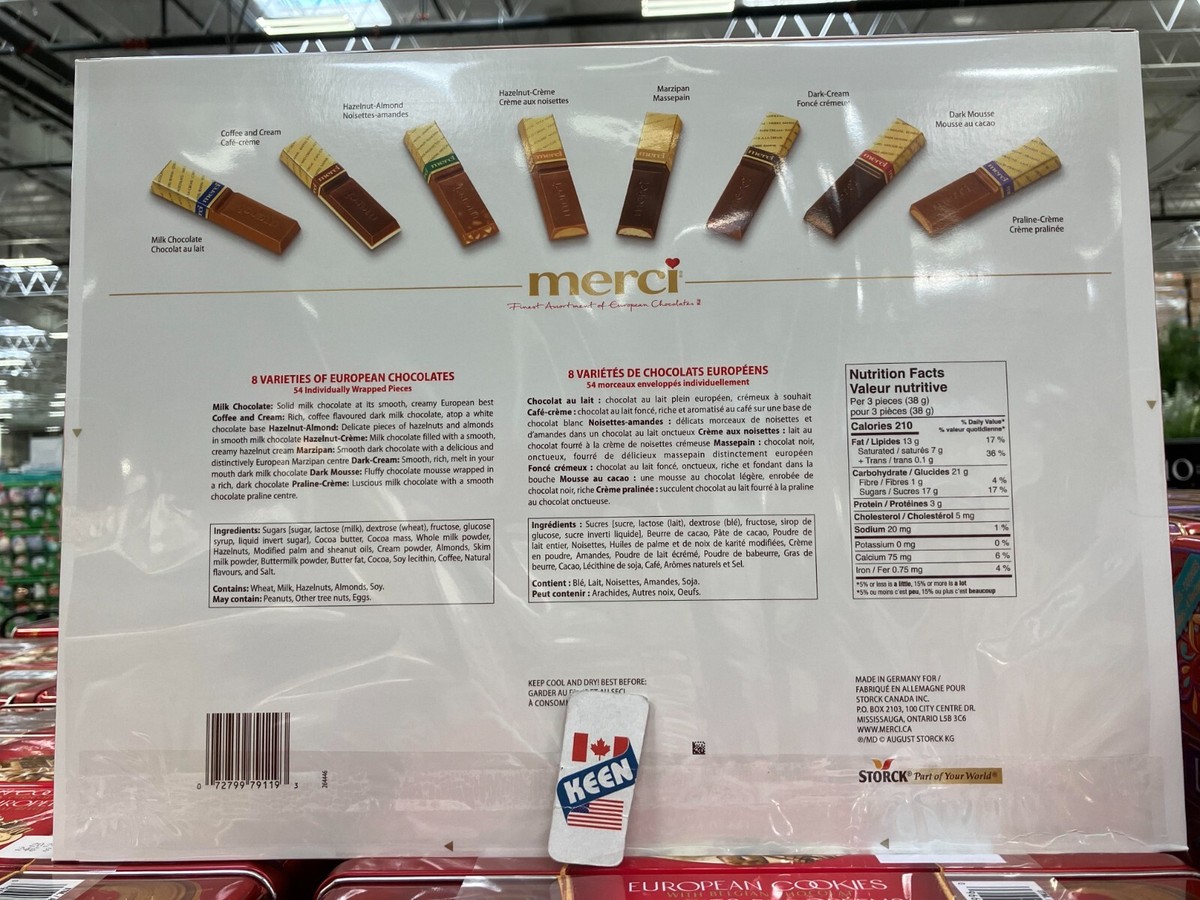 Hazelnut-Crème
Crème aux noisettes
Marzipan
Massepain
Dark-Cream
Foncé crémeux
Hazelnut-Almond
Noisettes-amandes
Dark Mousse
Mousse au cacao
Coffee and Cream
Café-crème
merci
merci
merci
merci
merci
merci
merci
merci
Praline-Crème
Crème pralinée
Milk Chocolate
Chocolat au lait
merci
Finest Assortment of European Chocolates
8 VARIETIES OF EUROPEAN CHOCOLATES
54 Individually Wrapped Pieces
Milk Chocolate: Solid milk chocolate at its smooth, creamy European best
Coffee and Cream: Rich, coffee flavoured dark milk chocolate, atop a white
chocolate base Hazelnut-Almond: Delicate pieces of hazelnuts and almonds
in smooth milk chocolate Hazelnut-Crème: Milk chocolate filled with a smooth,
creamy hazelnut cream Marzipan: Smooth dark chocolate with a delicious and
distinctively European Marzipan centre Dark-Cream: Smooth, rich, melt in your
mouth dark milk chocolate Dark Mousse: Fluffy chocolate mousse wrapped in
a rich, dark chocolate Praline-Crème: Luscious milk chocolate with a smooth
chocolate praline centre.
Ingredients: Sugars [sugar, lactose (milk), dextrose (wheat), fructose, glucose
syrup, liquid invert sugar], Cocoa butter, Cocoa mass, Whole milk powder,
Hazelnuts, Modified palm and sheanut oils, Cream powder, Almonds, Skim
milk powder, Buttermilk powder, Butter fat, Cocoa, Soy lecithin, Coffee, Natural
flavours, and Salt.
Contains: Wheat, Milk, Hazelnuts, Almonds, Soy.
May contain: Peanuts, Other tree nuts, Eggs.
8 VARIÉTÉS DE CHOCOLATS EUROPÉENS
54 morceaux enveloppés individuellement
Chocolat au lait : chocolat au lait plein européen, crémeux à souhait
Café-crème : chocolat au lait foncé, riche et aromatisé au café sur une base de
chocolat blanc Noisettes-amandes : délicats morceaux de noisettes et
d'amandes dans un chocolat au lait onctueux Crème aux noisettes : lait au
chocolat fourré à la crème de noisettes crémeuse Massepain : chocolat noir,
onctueux, fourré de délicieux massepain distinctement européen
Foncé crémeux : chocolat au lait foncé, onctueux, riche et fondant dans la
bouche Mousse au cacao : une mousse au chocolat légère, enrobée de
chocolat noir, riche Crème pralinée : succulent chocolat au lait fourré à la praline
au chocolat onctueuse.
Ingrédients : Sucres [sucre, lactose (lait), dextrose (blé), fructose, sirop de
glucose, sucre inverti liquide], Beurre de cacao, Pâte de cacao, Poudre de
lait entier, Noisettes, Huiles de palme et de noix de karité modifiées, Crème
en poudre, Amandes, Poudre de lait écrémé, Poudre de babeurre, Gras de
beurre, Cacao, Lécithine de soja, Café, Arômes naturels et Sel.
Contient : Blé, Lait, Noisettes, Amandes, Soja.
Peut contenir : Arachides, Autres noix, Oeufs.
Nutrition Facts
Valeur nutritive
Per 3 pieces (38 g)
pour 3 pièces (38 g)
Calories 210
% Daily Value*
% valeur quotidienne*
Fat / Lipides 13 g 17 %
Saturated / saturés 7 g
+ Trans / trans 0.1 g 36 %
Carbohydrate / Glucides 21 g
Fibre / Fibres 1 g 4 %
Sugars / Sucres 17 g 17 %
Protein / Protéines 3 g
Cholesterol / Cholestérol 5 mg
Sodium 20 mg 1 %
Potassium 0 mg 0 %
Calcium 75 mg 6 %
Iron / Fer 0.75 mg 4 %
*5% or less is a little, 15% or more is a lot
*5% ou moins c'est peu, 15% ou plus c'est beaucoup
KEEP COOL AND DRY! BEST BEFORE:
GARDER AU
À CONSOM
MADE IN GERMANY FOR /
FABRIQUÉ EN ALLEMAGNE POUR
STORCK CANADA INC.
P.O. BOX 2103, 100 CITY CENTRE DR.
MISSISSAUGA, ONTARIO L5B 3C6
WWW.MERCI.CA
®/MD © AUGUST STORCK KG
STORCK® Part of Your World®
0 72799 79119 3
264446
KEEN
EUROPEAN COOKIES
WITH BELGIAN CHOCOLATE